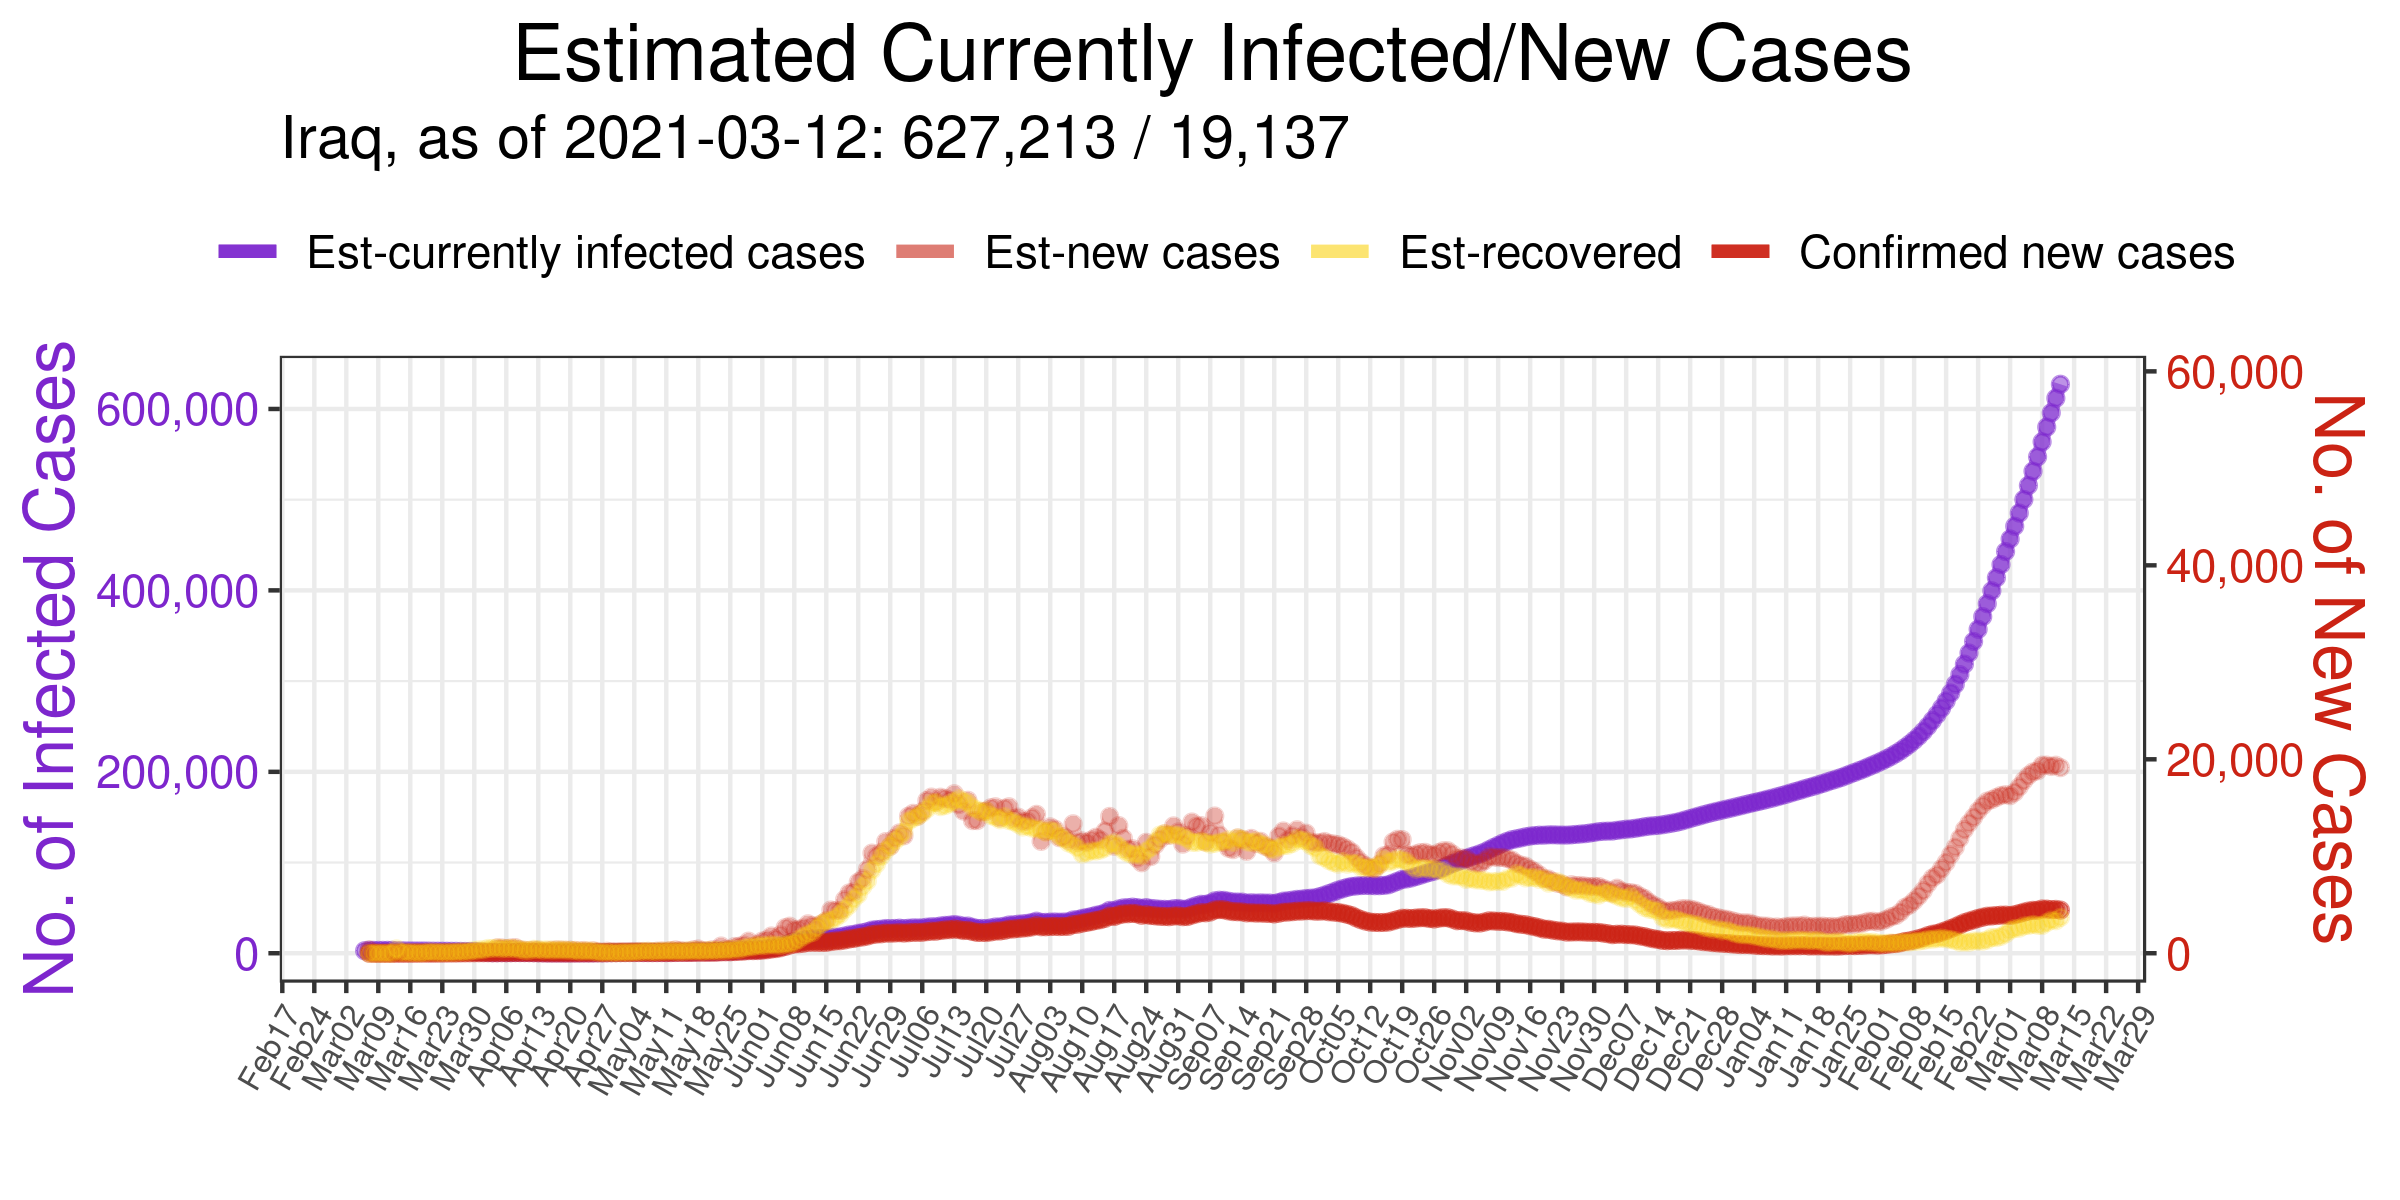 Estimated Currently Infected/New Cases
Iraq, as of 2021-03-12: 627,213 / 19,137
Est-currently infected cases Est-new cases Est-recovered Confirmed new cases
No. of Infected Cases
600,000
400,000
200,000
0
60,000
40,000
20,000
0
No. of New Cases
Feb17 Feb24 Mar02 Mar09 Mar16 Mar23 Mar30 Apr06 Apr13 Apr20 Apr27 May04 May11 May18 May25 Jun01 Jun08 Jun15 Jun22 Jun29 Jul06 Jul13 Jul20 Jul27 Aug03 Aug10 Aug17 Aug24 Aug31 Sep07 Sep14 Sep21 Sep28 Oct05 Oct12 Oct19 Oct26 Nov02 Nov09 Nov16 Nov23 Nov30 Dec07 Dec14 Dec21 Dec28 Jan04 Jan11 Jan18 Jan25 Feb01 Feb08 Feb15 Feb22 Mar01 Mar08 Mar15 Mar22 Mar29